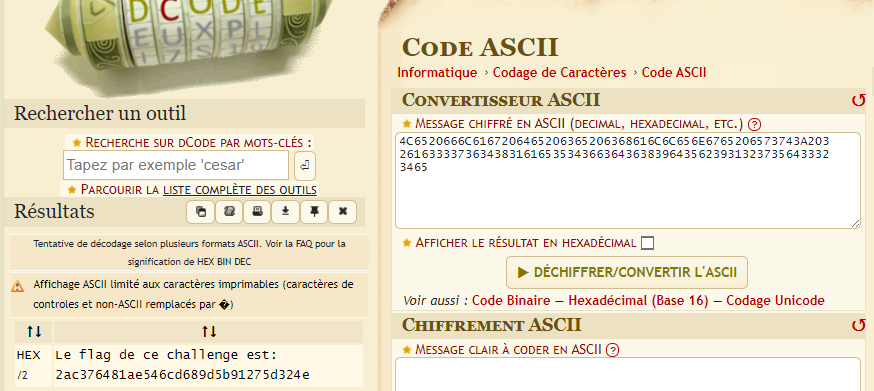 DCODE
EUXPL
Rechercher un outil
★ Recherche sur dCode par mots-clés :
Tapez par exemple 'cesar'
★ Parcourir la liste complète des outils
Résultats
Tentative de décodage selon plusieurs formats ASCII. Voir la FAQ pour la
signification de HEX BIN DEC
Affichage ASCII limité aux caractères imprimables (caractères de
controles et non-ASCII remplacés par �)
↑↓ ↑↓
HEX Le flag de ce challenge est:
/2 2ac376481ae546cd689d5b91275d324e
Code ASCII
Informatique › Codage de Caractères › Code ASCII
Convertisseur ASCII
★ Message chiffré en ASCII (decimal, hexadecimal, etc.) ?
4C6520666C6167206465206365206368616C6C656E6765206573743A203
26163333736343831616535343663643638396435623931323735643332
3465
★ Afficher le résultat en hexadécimal
▶ DÉCHIFFRER/CONVERTIR L'ASCII
Voir aussi : Code Binaire – Hexadécimal (Base 16) – Codage Unicode
Chiffrement ASCII
★ Message clair à coder en ASCII ?